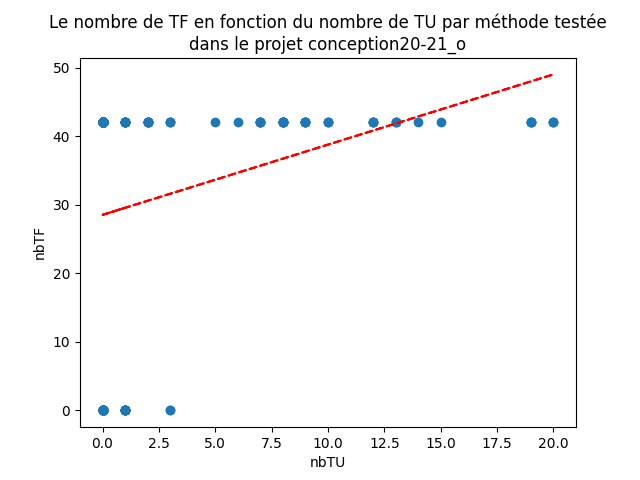 Le nombre de TF en fonction du nombre de TU par méthode testée
dans le projet conception20-21_o
50
40
30
20
10
0
nbTF
0.0 2.5 5.0 7.5 10.0 12.5 15.0 17.5 20.0
nbTU